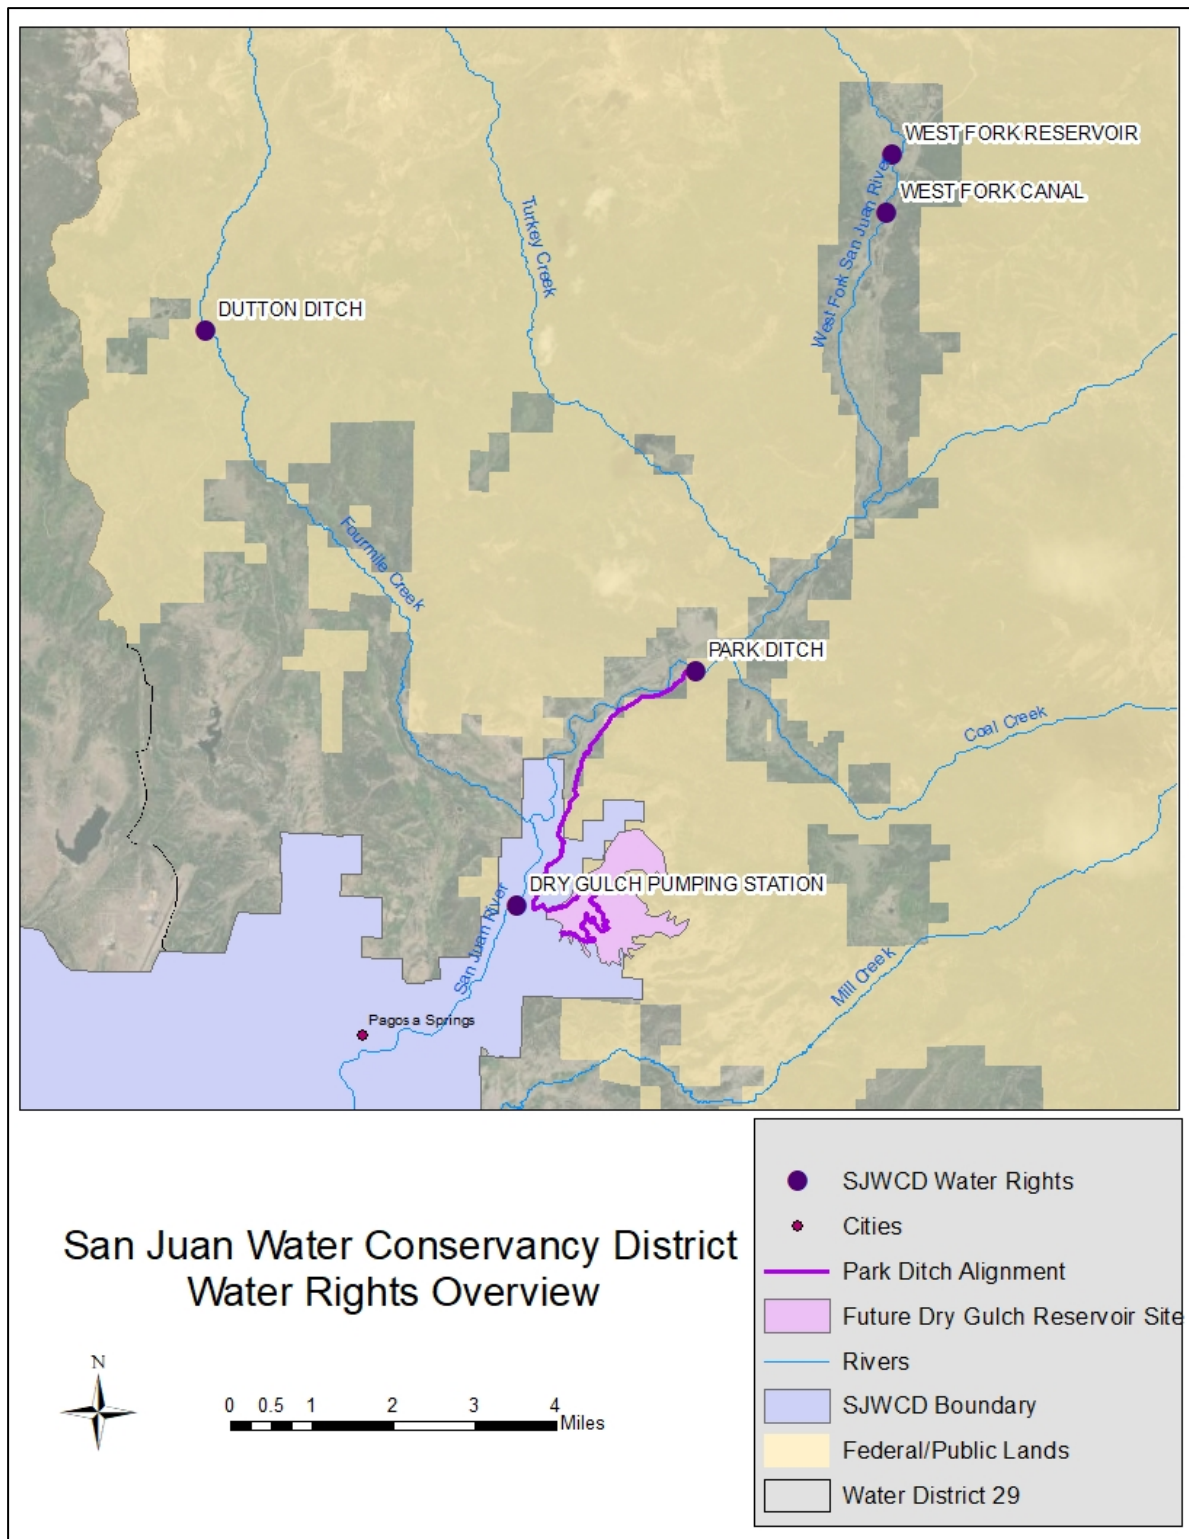 WEST FORK RESERVOIR
WEST FORK CANAL
West Fork San Juan River
Turkey Creek
DUTTON DITCH
Fourmile Creek
PARK DITCH
Coal Creek
DRY GULCH PUMPING STATION
San Juan River
Mill Creek
Pagosa Springs
San Juan Water Conservancy District
Water Rights Overview
N
0 0.5 1 2 3 4
Miles
SJWCD Water Rights
Cities
Park Ditch Alignment
Future Dry Gulch Reservoir Site
Rivers
SJWCD Boundary
Federal/Public Lands
Water District 29